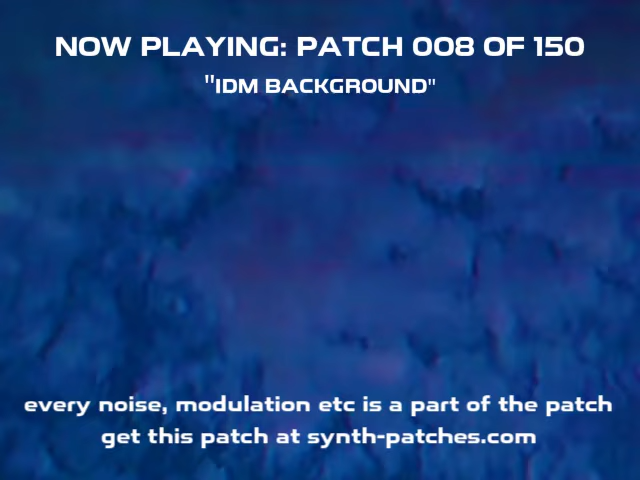 NOW PLAYING: PATCH 008 OF 150
"IDM BACKGROUND"
every noise, modulation etc is a part of the patch
get this patch at synth-patches.com